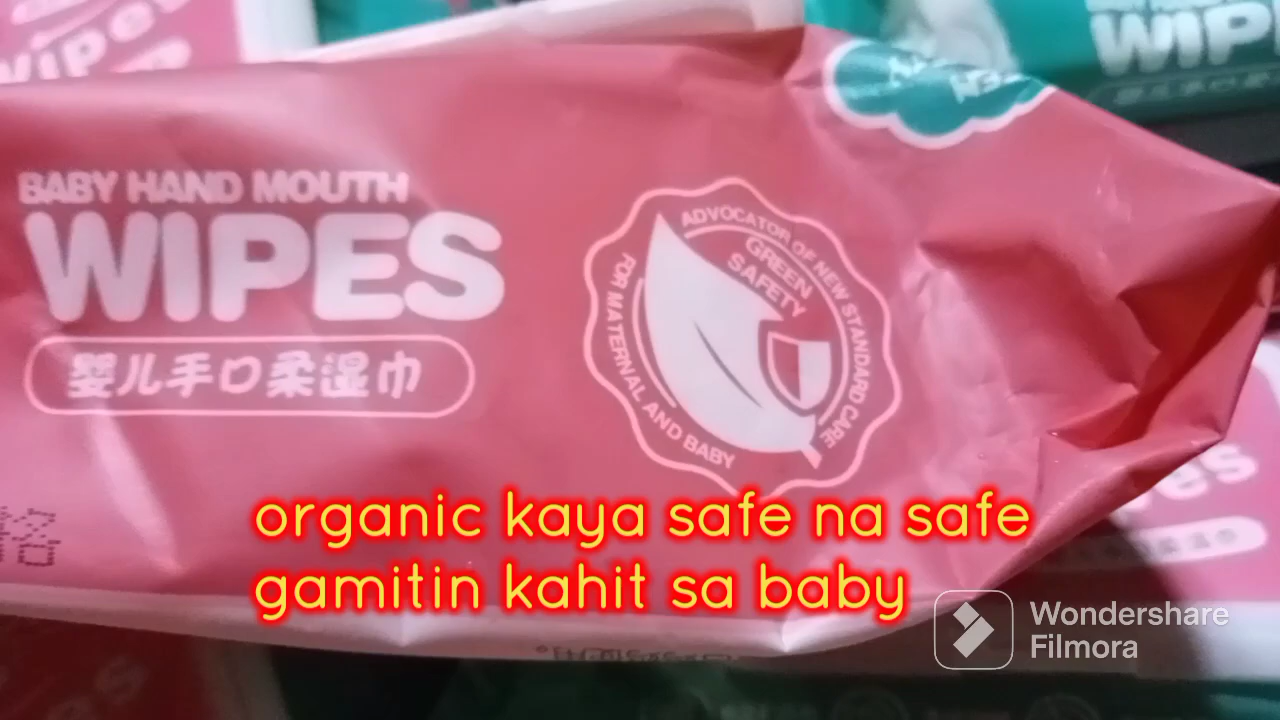 WIPES
WIP
BABY HAND MOUTH
WIPES
婴儿手口柔湿巾
ADVOCATOR OF NEW STANDARD CARE
GREEN
SAFETY
FOR MATERNAL AND BABY
organic kaya safe na safe
gamitin kahit sa baby
Wondershare
Filmora